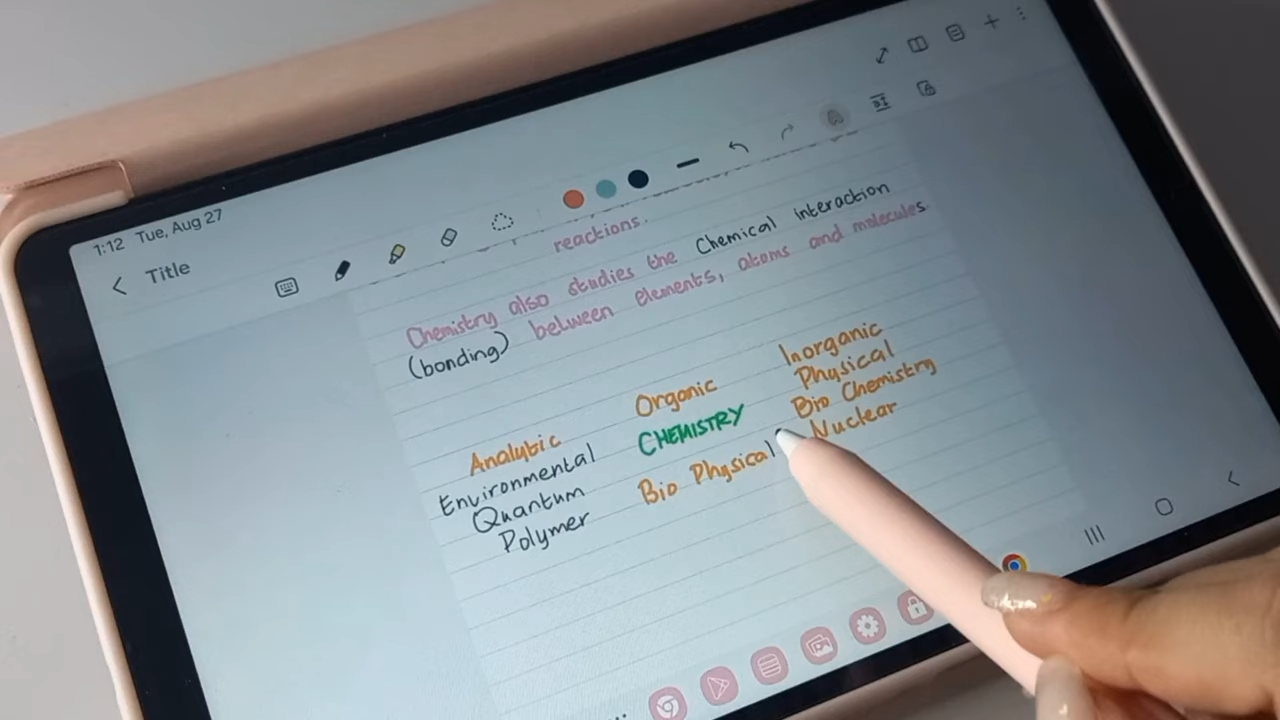 1:12 Tue, Aug 27
Title
reactions.
Chemistry also studies the Chemical interaction
(bonding) between elements, atoms and molecules
Inorganic
Organic Physical
Analytic CHEMISTRY Bio Chemistry
Environmental Bio Physical Nuclear
Quantum
Polymer